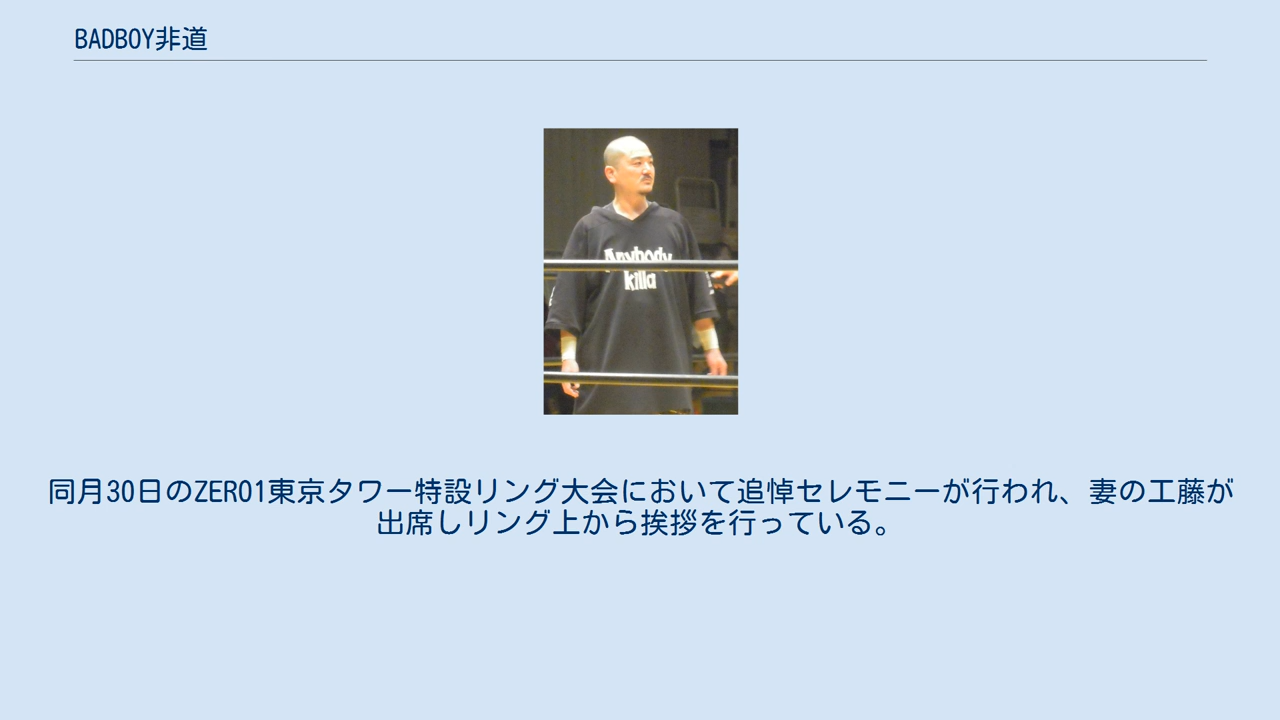 BADBOY非道
Anybody
killa
同月30日のZERO1東京タワー特設リング大会において追悼セレモニーが行われ、妻の工藤が
出席しリング上から挨拶を行っている。